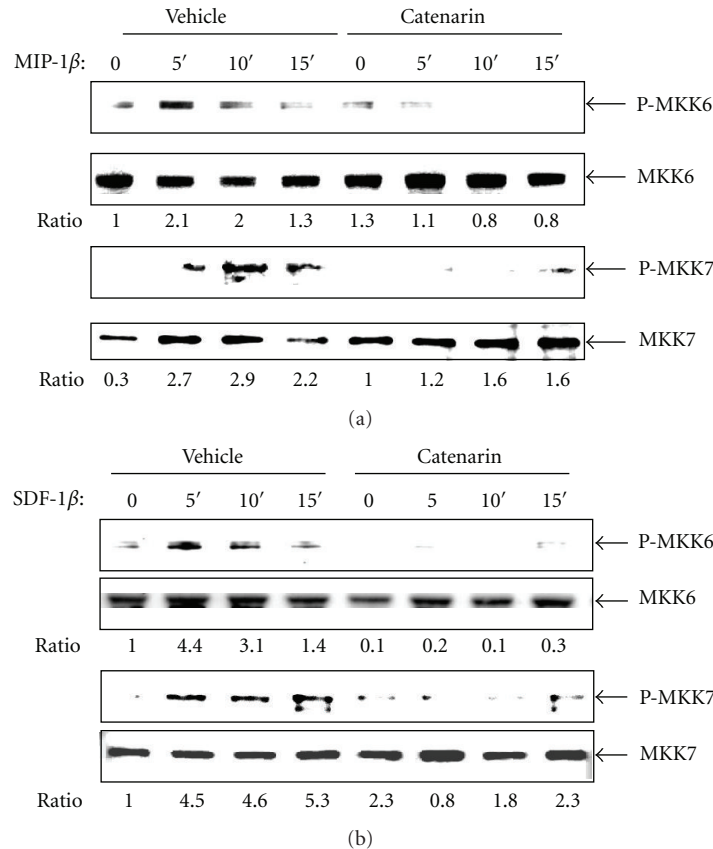 Vehicle Catenarin
MIP-1β: 0 5′ 10′ 15′ 0 5′ 10′ 15′
P-MKK6
MKK6
Ratio 1 2.1 2 1.3 1.3 1.1 0.8 0.8
P-MKK7
MKK7
Ratio 0.3 2.7 2.9 2.2 1 1.2 1.6 1.6
(a)
Vehicle Catenarin
SDF-1β: 0 5′ 10′ 15′ 0 5 10′ 15′
P-MKK6
MKK6
Ratio 1 4.4 3.1 1.4 0.1 0.2 0.1 0.3
P-MKK7
MKK7
Ratio 1 4.5 4.6 5.3 2.3 0.8 1.8 2.3
(b)